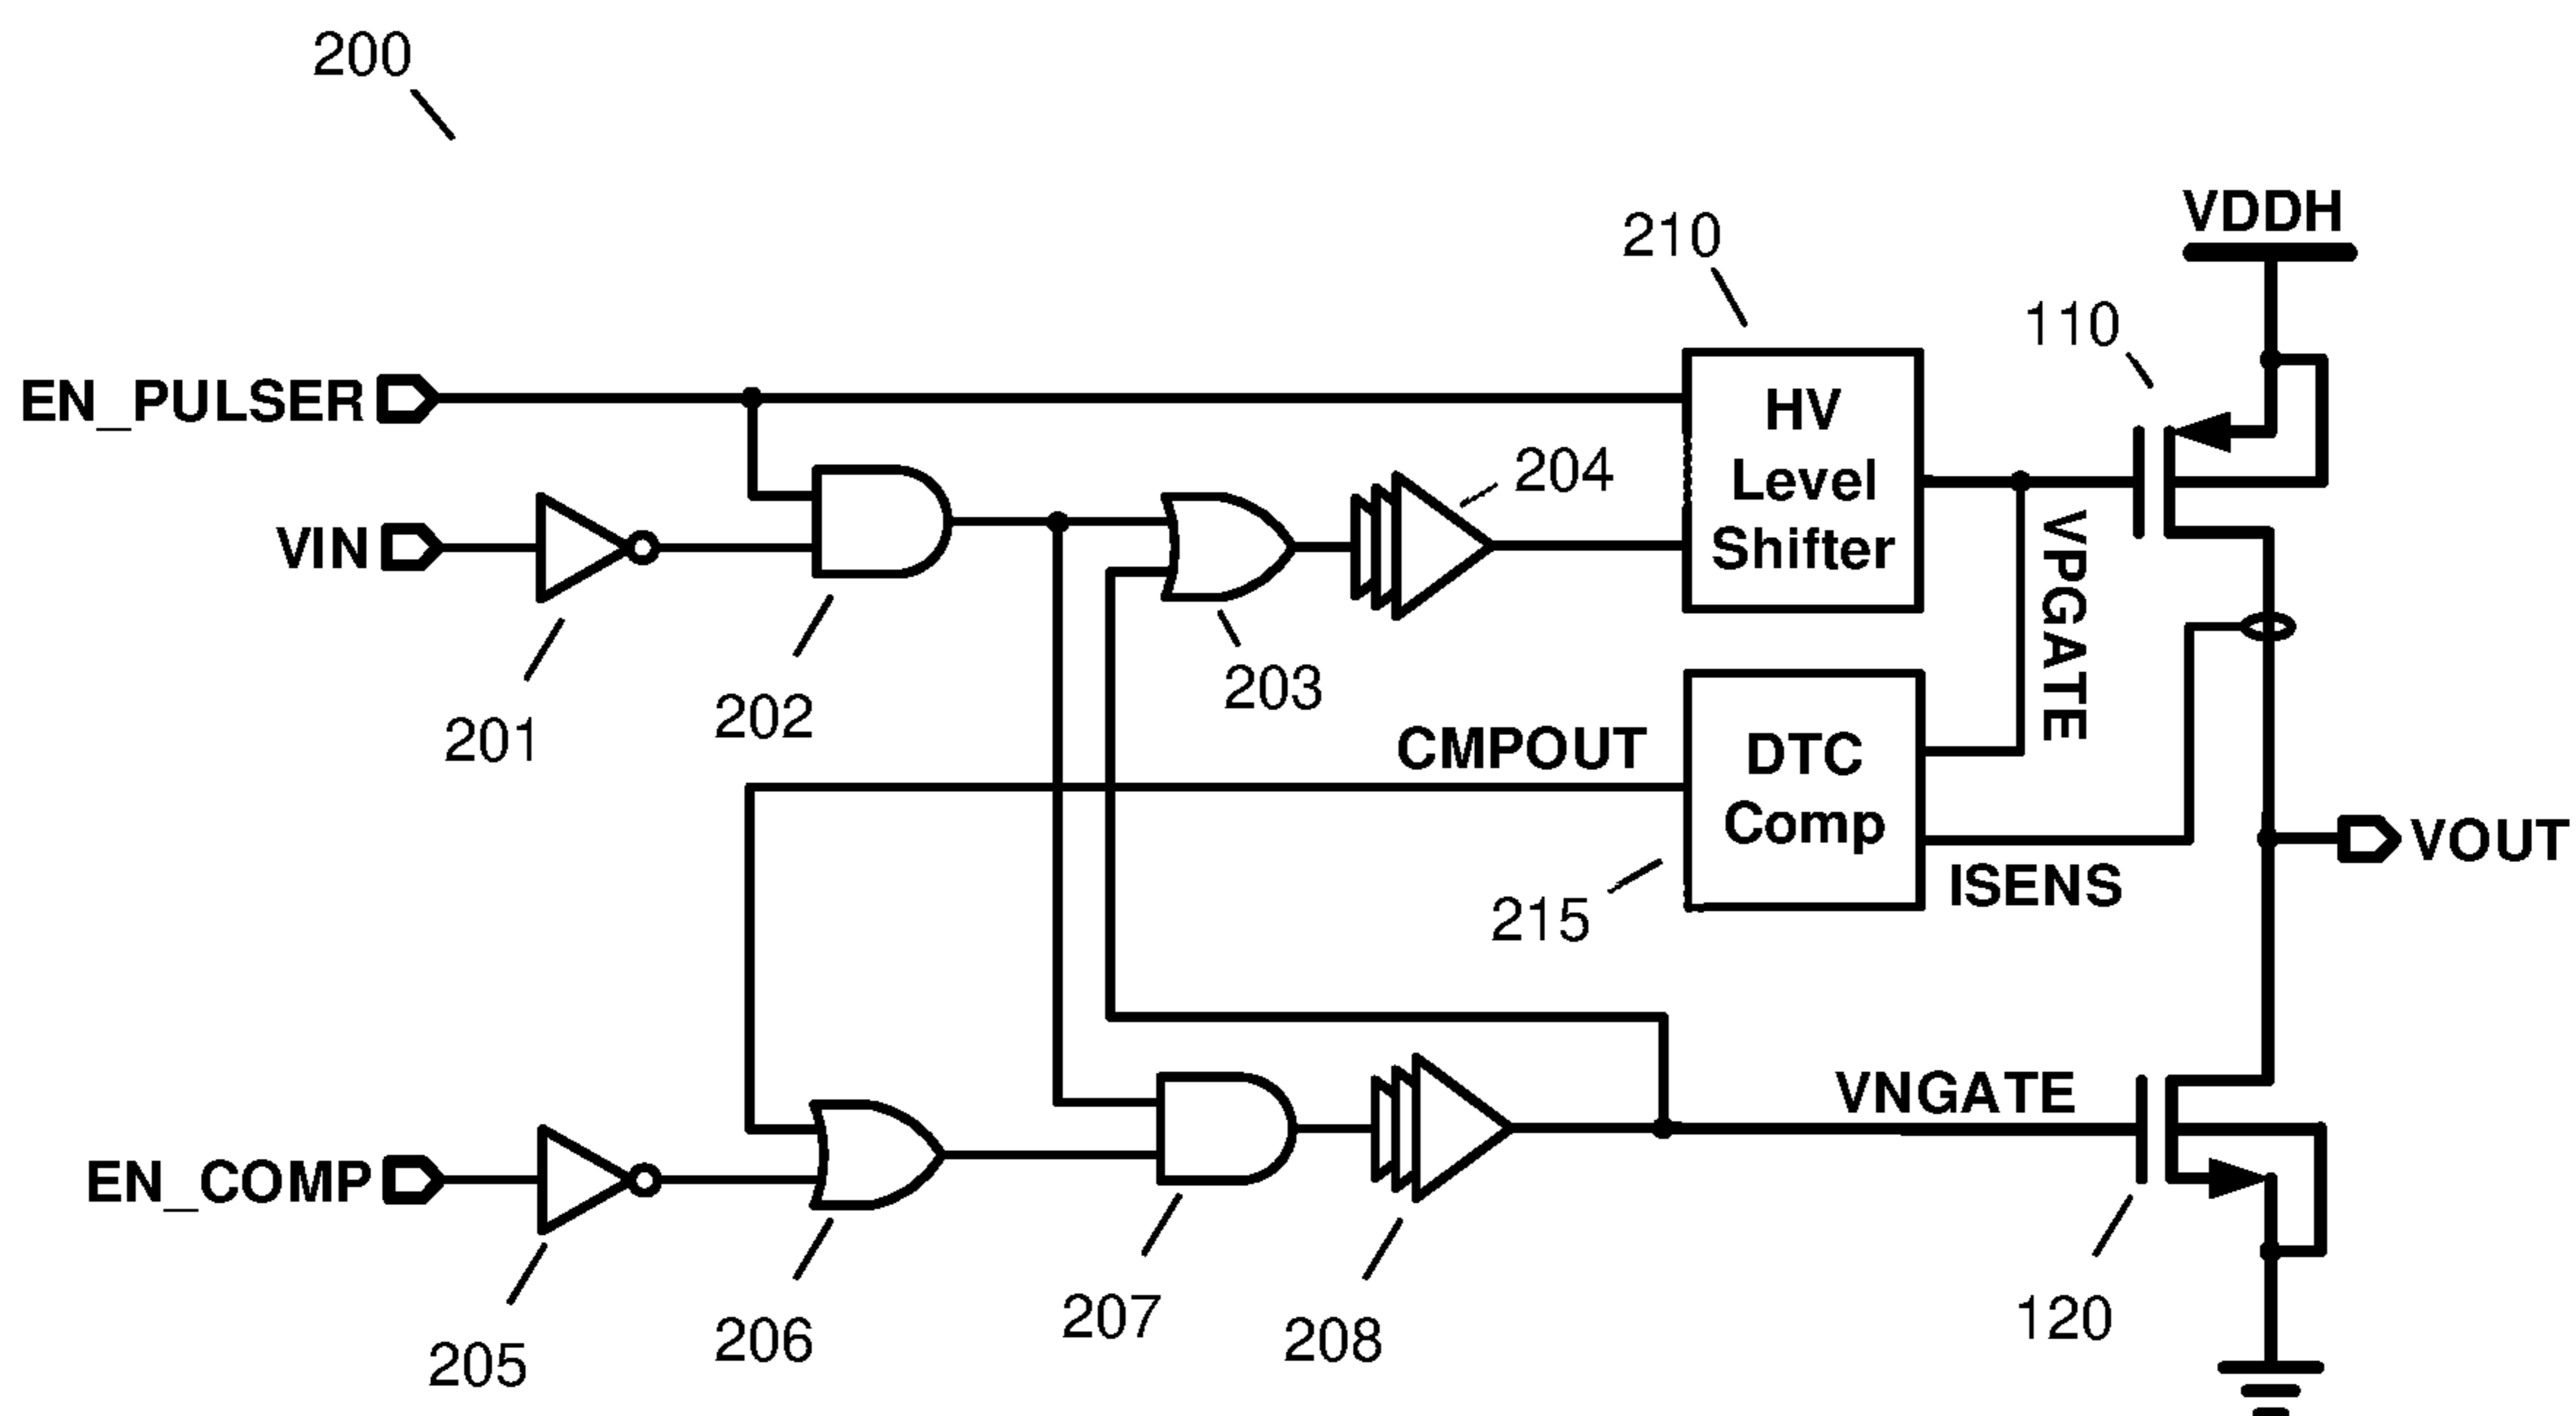 200
VDDH
210
110
EN_PULSER
HV
Level
Shifter
204
VIN
VPGATE
203
202
201
CMPOUT
DTC
Comp
VOUT
ISENS
215
VNGATE
EN_COMP
207
120
206
208
205